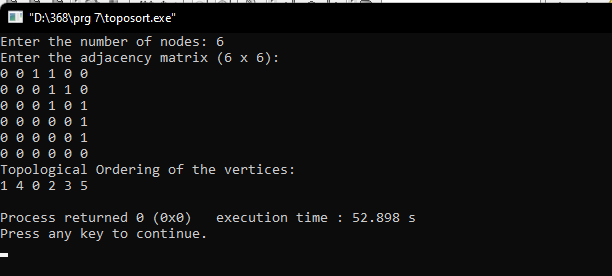 "D:\368\prg 7\toposort.exe"
Enter the number of nodes: 6
Enter the adjacency matrix (6 x 6):
0 0 1 1 0 0
0 0 0 1 1 0
0 0 0 1 0 1
0 0 0 0 0 1
0 0 0 0 0 1
0 0 0 0 0 0
Topological Ordering of the vertices:
1 4 0 2 3 5
Process returned 0 (0x0)   execution time : 52.898 s
Press any key to continue.